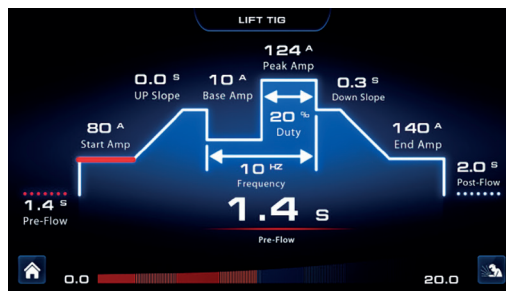 LIFT TIG
124 A
Peak Amp
0.0 S
UP Slope
10 A
Base Amp
0.3 S
Down Slope
20 %
Duty
80 A
Start Amp
140 A
End Amp
10 HZ
Frequency
2.0 S
Post-Flow
1.4 S
Pre-Flow
1.4 S
Pre-Flow
0.0
20.0